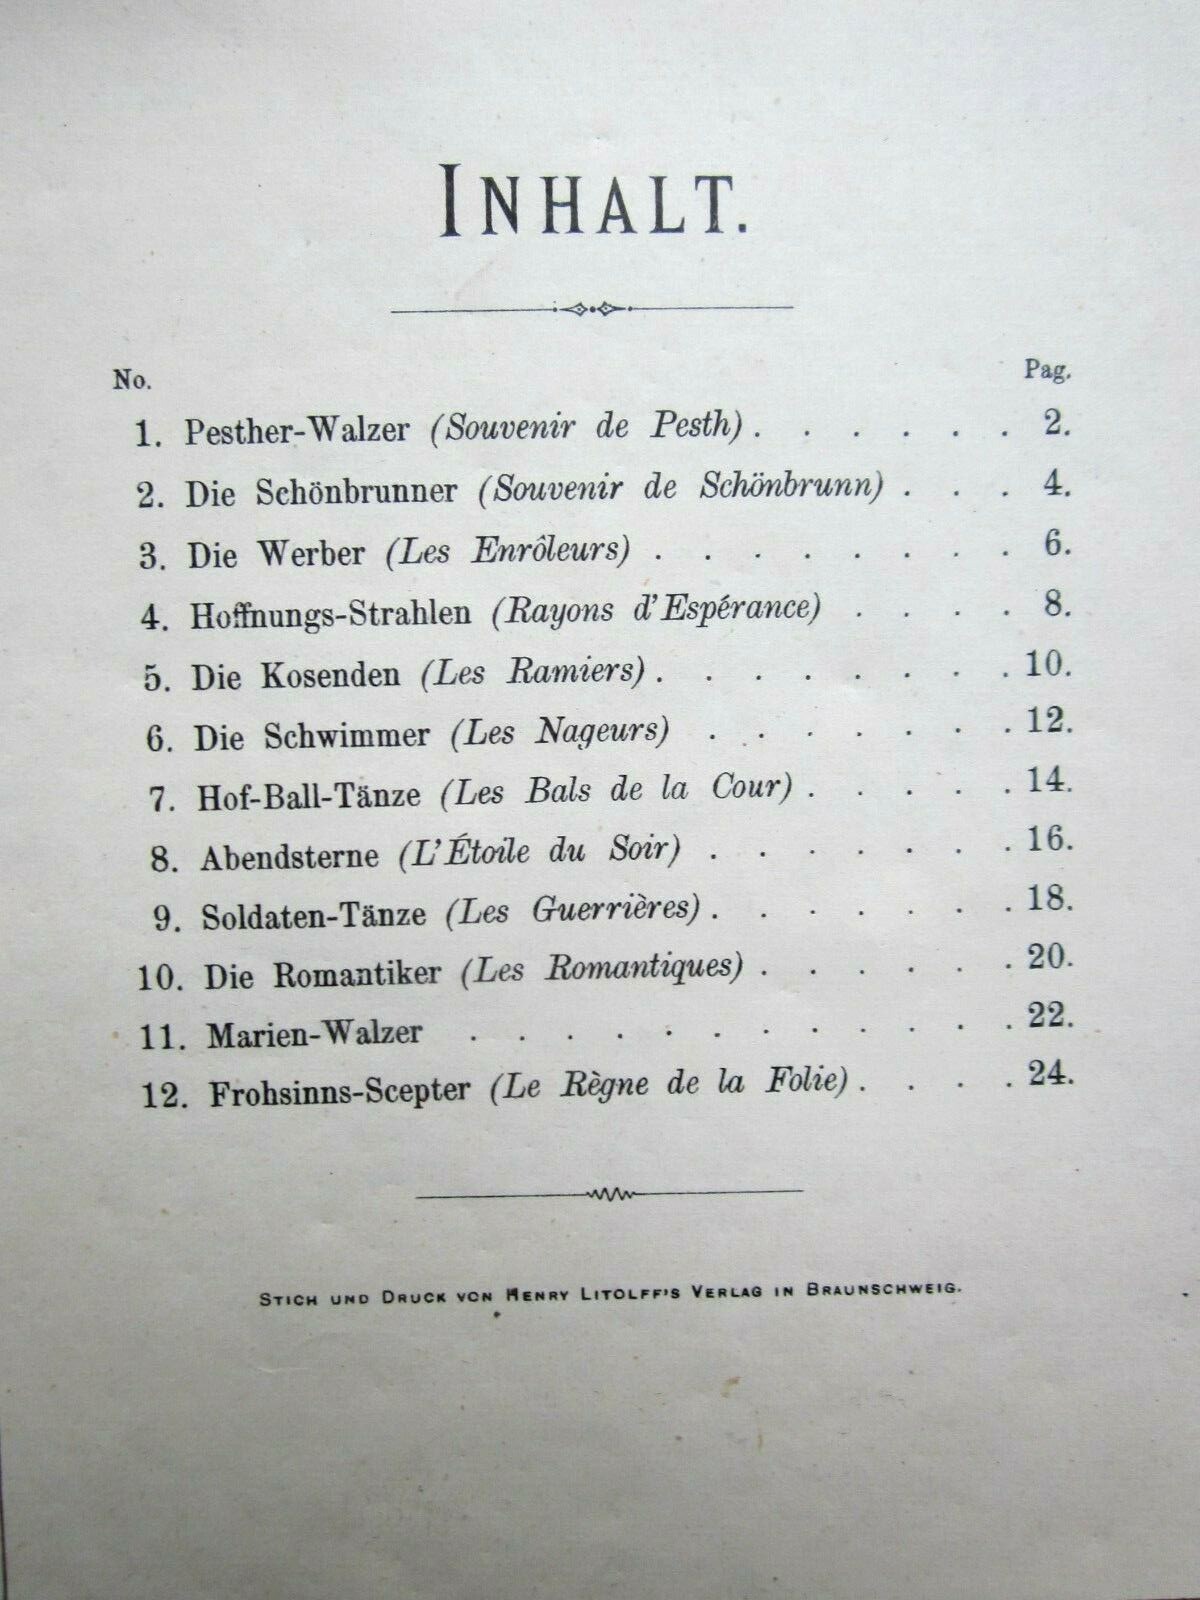 INHALT.
No. Pag.
1. Pesther-Walzer (Souvenir de Pesth) . . . . . . 2.
2. Die Schönbrunner (Souvenir de Schönbrunn) . . . 4.
3. Die Werber (Les Enrôleurs) . . . . . . . . 6.
4. Hoffnungs-Strahlen (Rayons d'Espérance) . . . . 8.
5. Die Kosenden (Les Ramiers) . . . . . . . . 10.
6. Die Schwimmer (Les Nageurs) . . . . . . . 12.
7. Hof-Ball-Tänze (Les Bals de la Cour) . . . . . 14.
8. Abendsterne (L'Étoile du Soir) . . . . . . . 16.
9. Soldaten-Tänze (Les Guerrières) . . . . . . . 18.
10. Die Romantiker (Les Romantiques) . . . . . . 20.
11. Marien-Walzer . . . . . . . . . . . . 22.
12. Frohsinns-Scepter (Le Règne de la Folie) . . . . 24.
STICH UND DRUCK VON HENRY LITOLFF'S VERLAG IN BRAUNSCHWEIG.